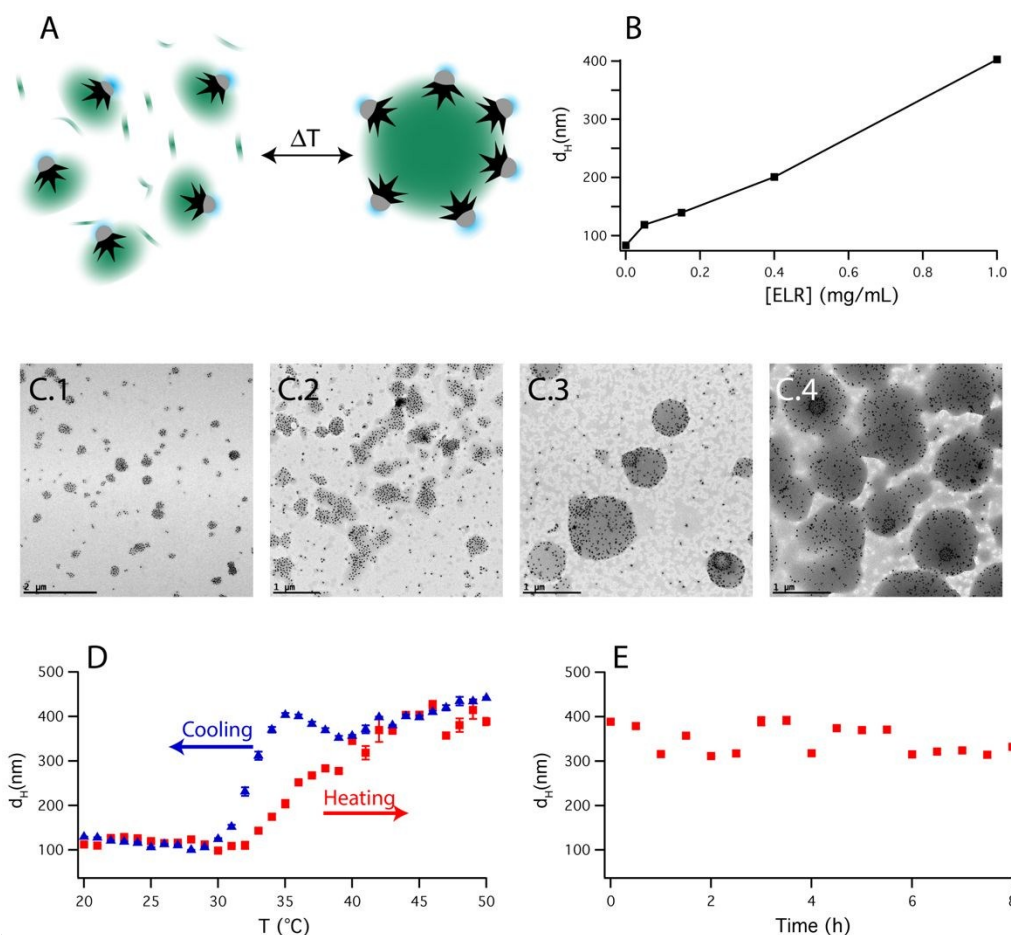 A
ΔT
B
400
300
200
100
d_H(nm)
0.0 0.2 0.4 0.6 0.8 1.0
[ELR] (mg/mL)
C.1
2 µm
C.2
1 µm
C.3
1 µm
C.4
1 µm
D
500
400
300
200
100
d_H(nm)
Cooling
Heating
20 25 30 35 40 45 50
T (°C)
E
500
400
300
200
100
d_H(nm)
0 2 4 6 8
Time (h)